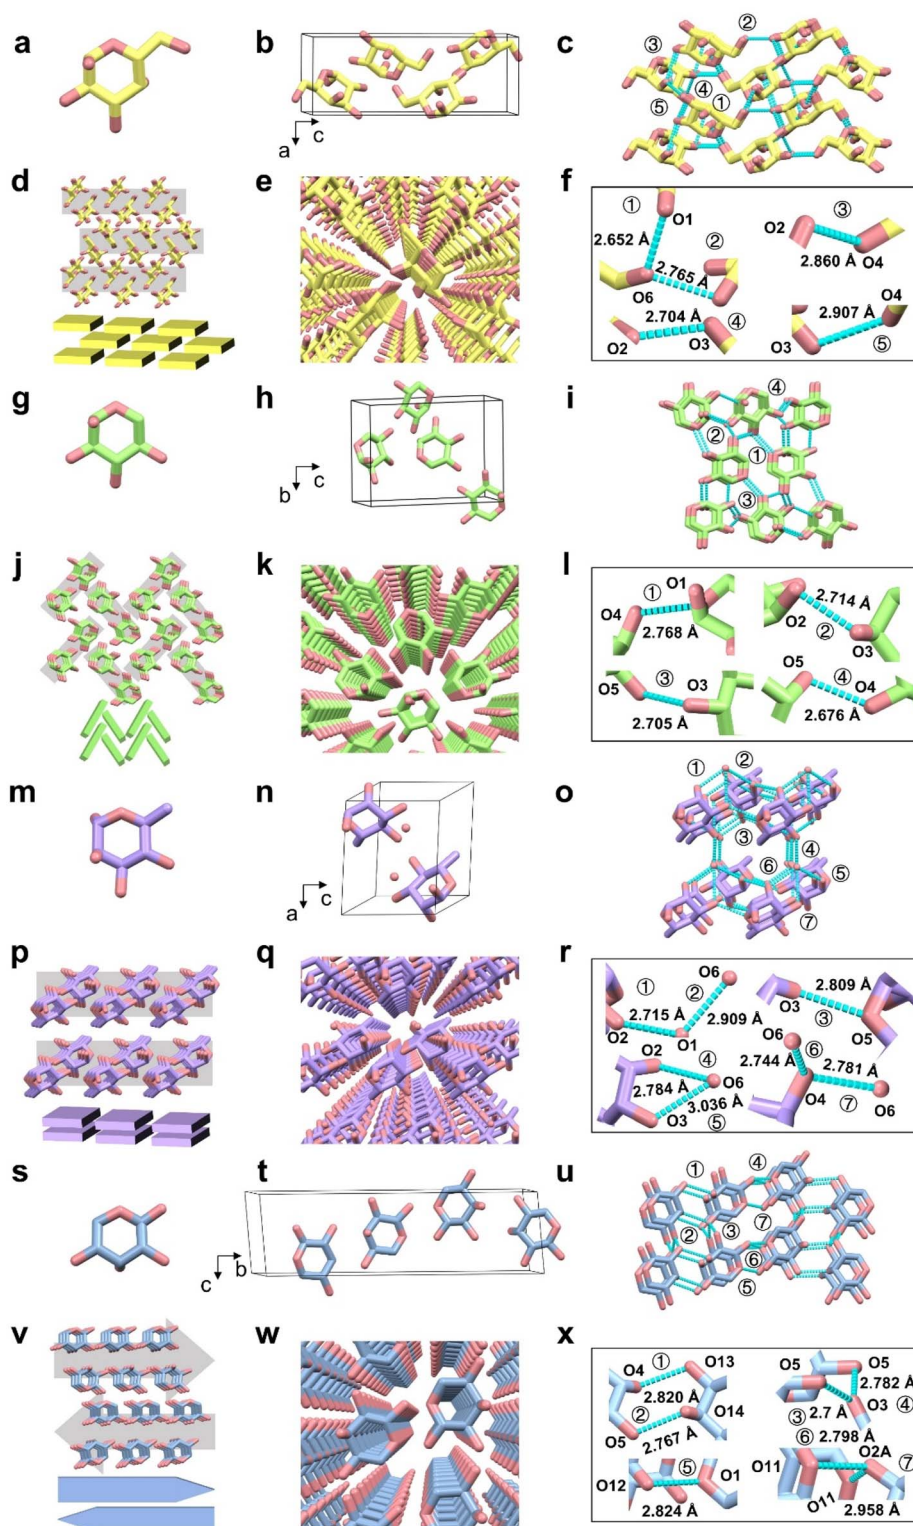 a
b
c
a
c
②
③
④
①
⑤
d
e
f
①
O1
2.652 Å
②
2.765 Å
O6
2.704 Å
O2
O3
④
O2
③
2.860 Å
O4
O4
2.907 Å
O3
⑤
g
h
i
b
c
④
②
①
③
j
k
l
①
O1
O4
2.768 Å
2.714 Å
O2
②
O3
O5
③
O3
2.705 Å
O5
④
O4
2.676 Å
m
n
o
a
c
①
②
③
④
⑥
⑤
⑦
p
q
r
①
O6
②
2.715 Å
2.909 Å
O2
O1
O2
④
O6
2.784 Å
3.036 Å
O3
⑤
2.809 Å
O3
③
O5
O6
⑥
2.744 Å
2.781 Å
O4
⑦
O6
s
t
u
c
b
①
④
③
⑦
②
⑥
⑤
v
w
x
O4
①
O13
2.820 Å
②
O14
O5
2.767 Å
O12
⑤
O1
2.824 Å
O5
O5
2.782 Å
O3
④
③
2.7 Å
2.798 Å
⑥
O2A
⑦
O11
O11
2.958 Å